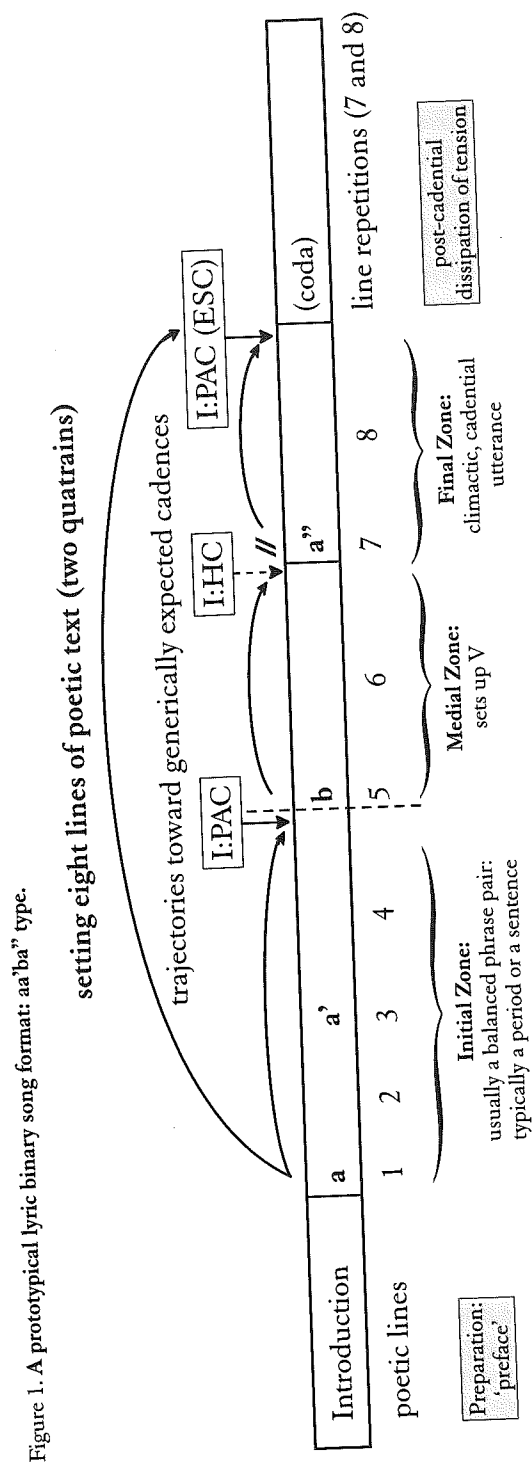 Figure 1. A prototypical lyric binary song format: aa'ba" type.
setting eight lines of poetic text (two quatrains)
trajectories toward generically expected cadences
I:PAC
I:HC
//
I:PAC (ESC)
Introduction
a
a'
b
a"
(coda)
poetic lines
1
2
3
4
5
6
7
8
line repetitions (7 and 8)
Preparation:
'preface'
Initial Zone:
usually a balanced phrase pair:
typically a period or a sentence
Medial Zone:
sets up V
Final Zone:
climactic, cadential
utterance
post-cadential
dissipation of tension